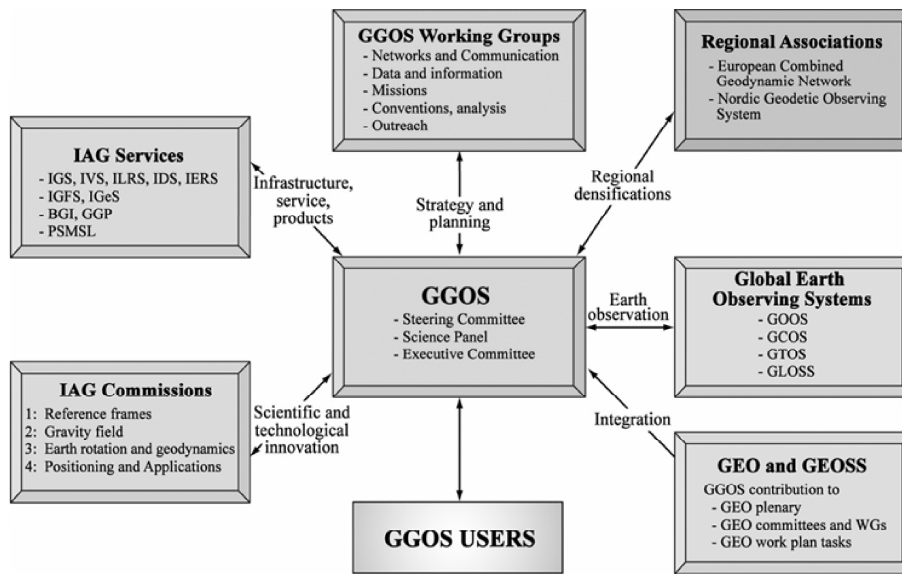 GGOS Working Groups
- Networks and Communication
- Data and information
- Missions
- Conventions, analysis
- Outreach
Regional Associations
- European Combined
Geodynamic Network
- Nordic Geodetic Observing
System
IAG Services
- IGS, IVS, ILRS, IDS, IERS
- IGFS, IGeS
- BGI, GGP
- PSMSL
Infrastructure,
service,
products
Strategy and
planning
Regional
densifications
GGOS
- Steering Committee
- Science Panel
- Executive Committee
Earth
observation
Global Earth
Observing Systems
- GOOS
- GCOS
- GTOS
- GLOSS
IAG Commissions
1: Reference frames
2: Gravity field
3: Earth rotation and geodynamics
4: Positioning and Applications
Scientific and
technological
innovation
Integration
GEO and GEOSS
GGOS contribution to
- GEO plenary
- GEO committees and WGs
- GEO work plan tasks
GGOS USERS